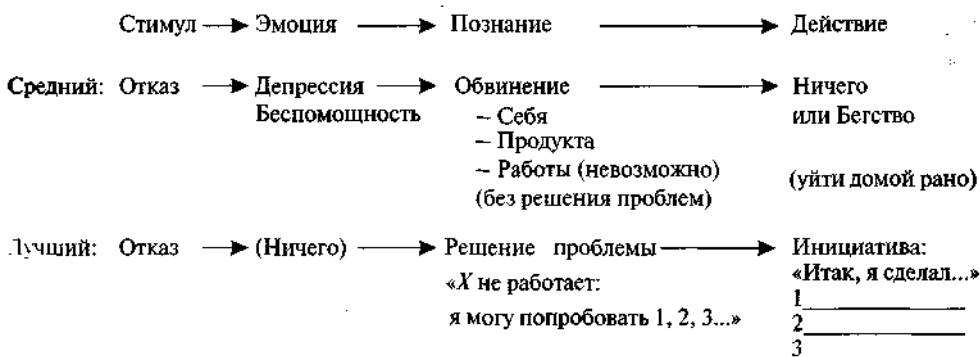 Стимул → Эмоция → Познание → Действие
Средний: Отказ → Депрессия → Обвинение → Ничего
Беспомощность – Себя или Бегство
– Продукта
– Работы (невозможно) (уйти домой рано)
(без решения проблем)
Лучший: Отказ → (Ничего) → Решение проблемы → Инициатива:
«X не работает: «Итак, я сделал...»
я могу попробовать 1, 2, 3...» 1
2
3